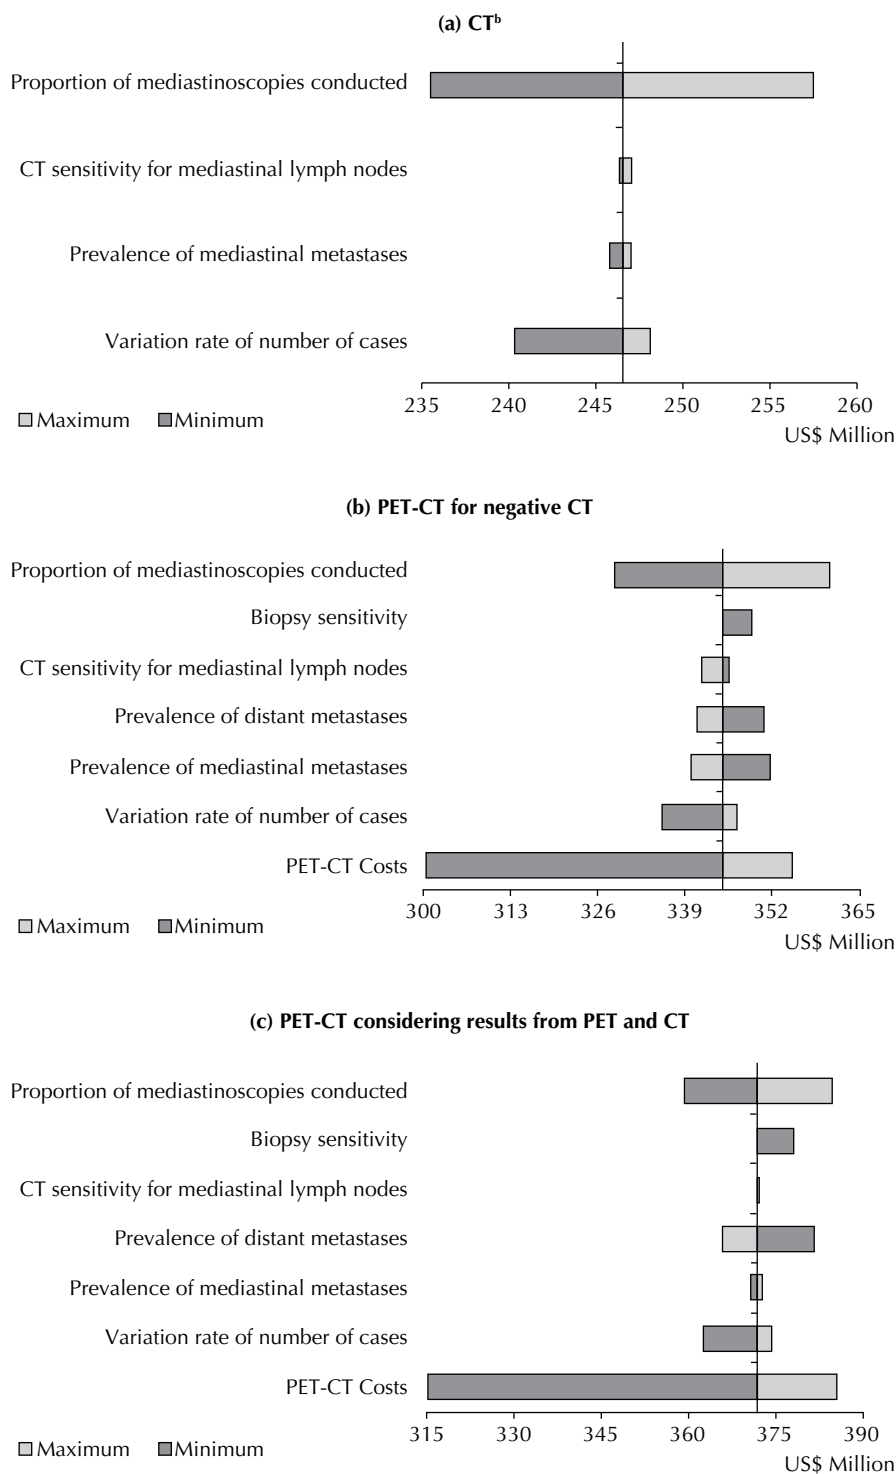 (a) CTᵇ
Proportion of mediastinoscopies conducted
CT sensitivity for mediastinal lymph nodes
Prevalence of mediastinal metastases
Variation rate of number of cases
235 240 245 250 255 260
Maximum Minimum
US$ Million
(b) PET-CT for negative CT
Proportion of mediastinoscopies conducted
Biopsy sensitivity
CT sensitivity for mediastinal lymph nodes
Prevalence of distant metastases
Prevalence of mediastinal metastases
Variation rate of number of cases
PET-CT Costs
300 313 326 339 352 365
Maximum Minimum
US$ Million
(c) PET-CT considering results from PET and CT
Proportion of mediastinoscopies conducted
Biopsy sensitivity
CT sensitivity for mediastinal lymph nodes
Prevalence of distant metastases
Prevalence of mediastinal metastases
Variation rate of number of cases
PET-CT Costs
315 330 345 360 375 390
Maximum Minimum
US$ Million